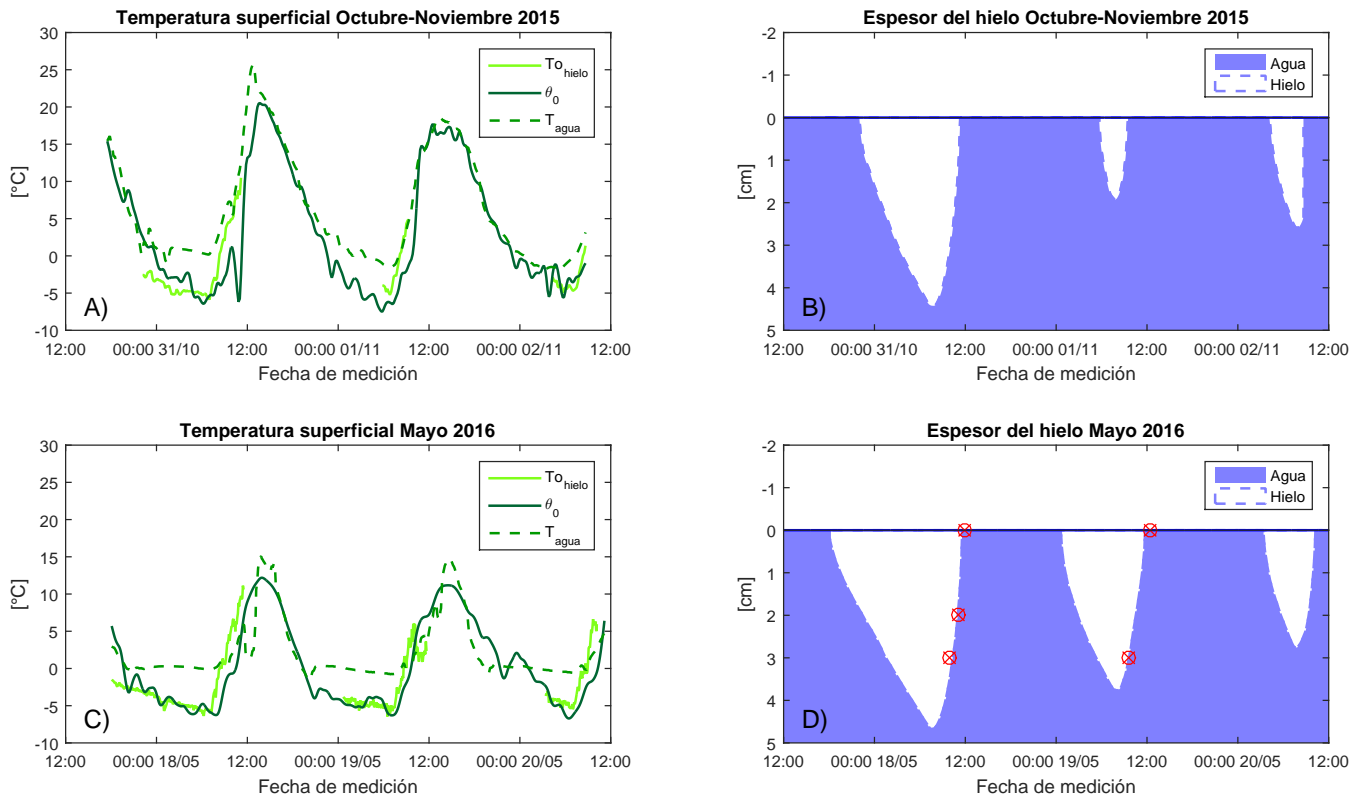 Temperatura superficial Octubre-Noviembre 2015
30
25
20
15
10
5
0
-5
-10
[°C]
To hielo
θ 0
T agua
A)
12:00 00:00 31/10 12:00 00:00 01/11 12:00 00:00 02/11 12:00
Fecha de medición
Espesor del hielo Octubre-Noviembre 2015
-2
-1
0
1
2
3
4
5
[cm]
Agua
Hielo
B)
12:00 00:00 31/10 12:00 00:00 01/11 12:00 00:00 02/11 12:00
Fecha de medición
Temperatura superficial Mayo 2016
30
25
20
15
10
5
0
-5
-10
[°C]
To hielo
θ 0
T agua
C)
12:00 00:00 18/05 12:00 00:00 19/05 12:00 00:00 20/05 12:00
Fecha de medición
Espesor del hielo Mayo 2016
-2
-1
0
1
2
3
4
5
[cm]
Agua
Hielo
D)
12:00 00:00 18/05 12:00 00:00 19/05 12:00 00:00 20/05 12:00
Fecha de medición